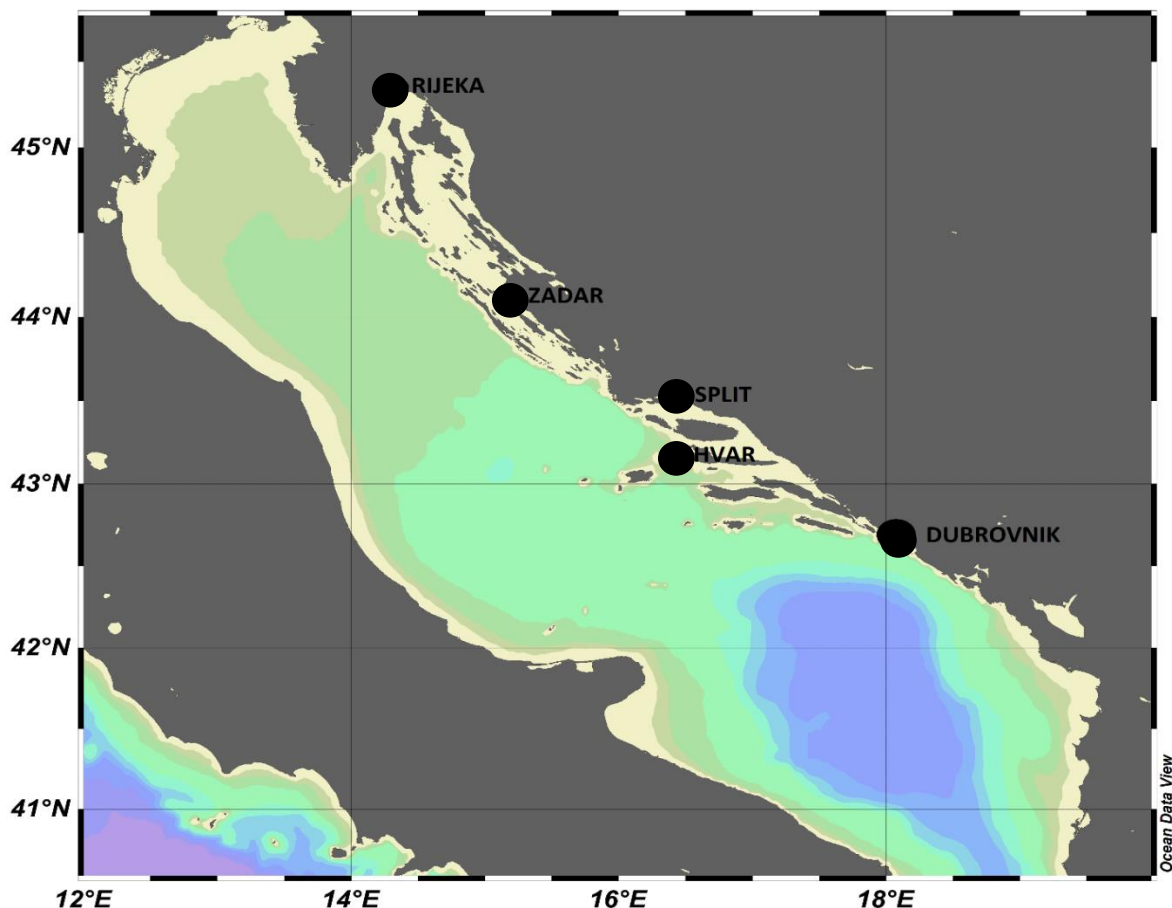 45°N
44°N
43°N
42°N
41°N
RIJEKA
ZADAR
SPLIT
HVAR
DUBROVNIK
12°E 14°E 16°E 18°E
Ocean Data View